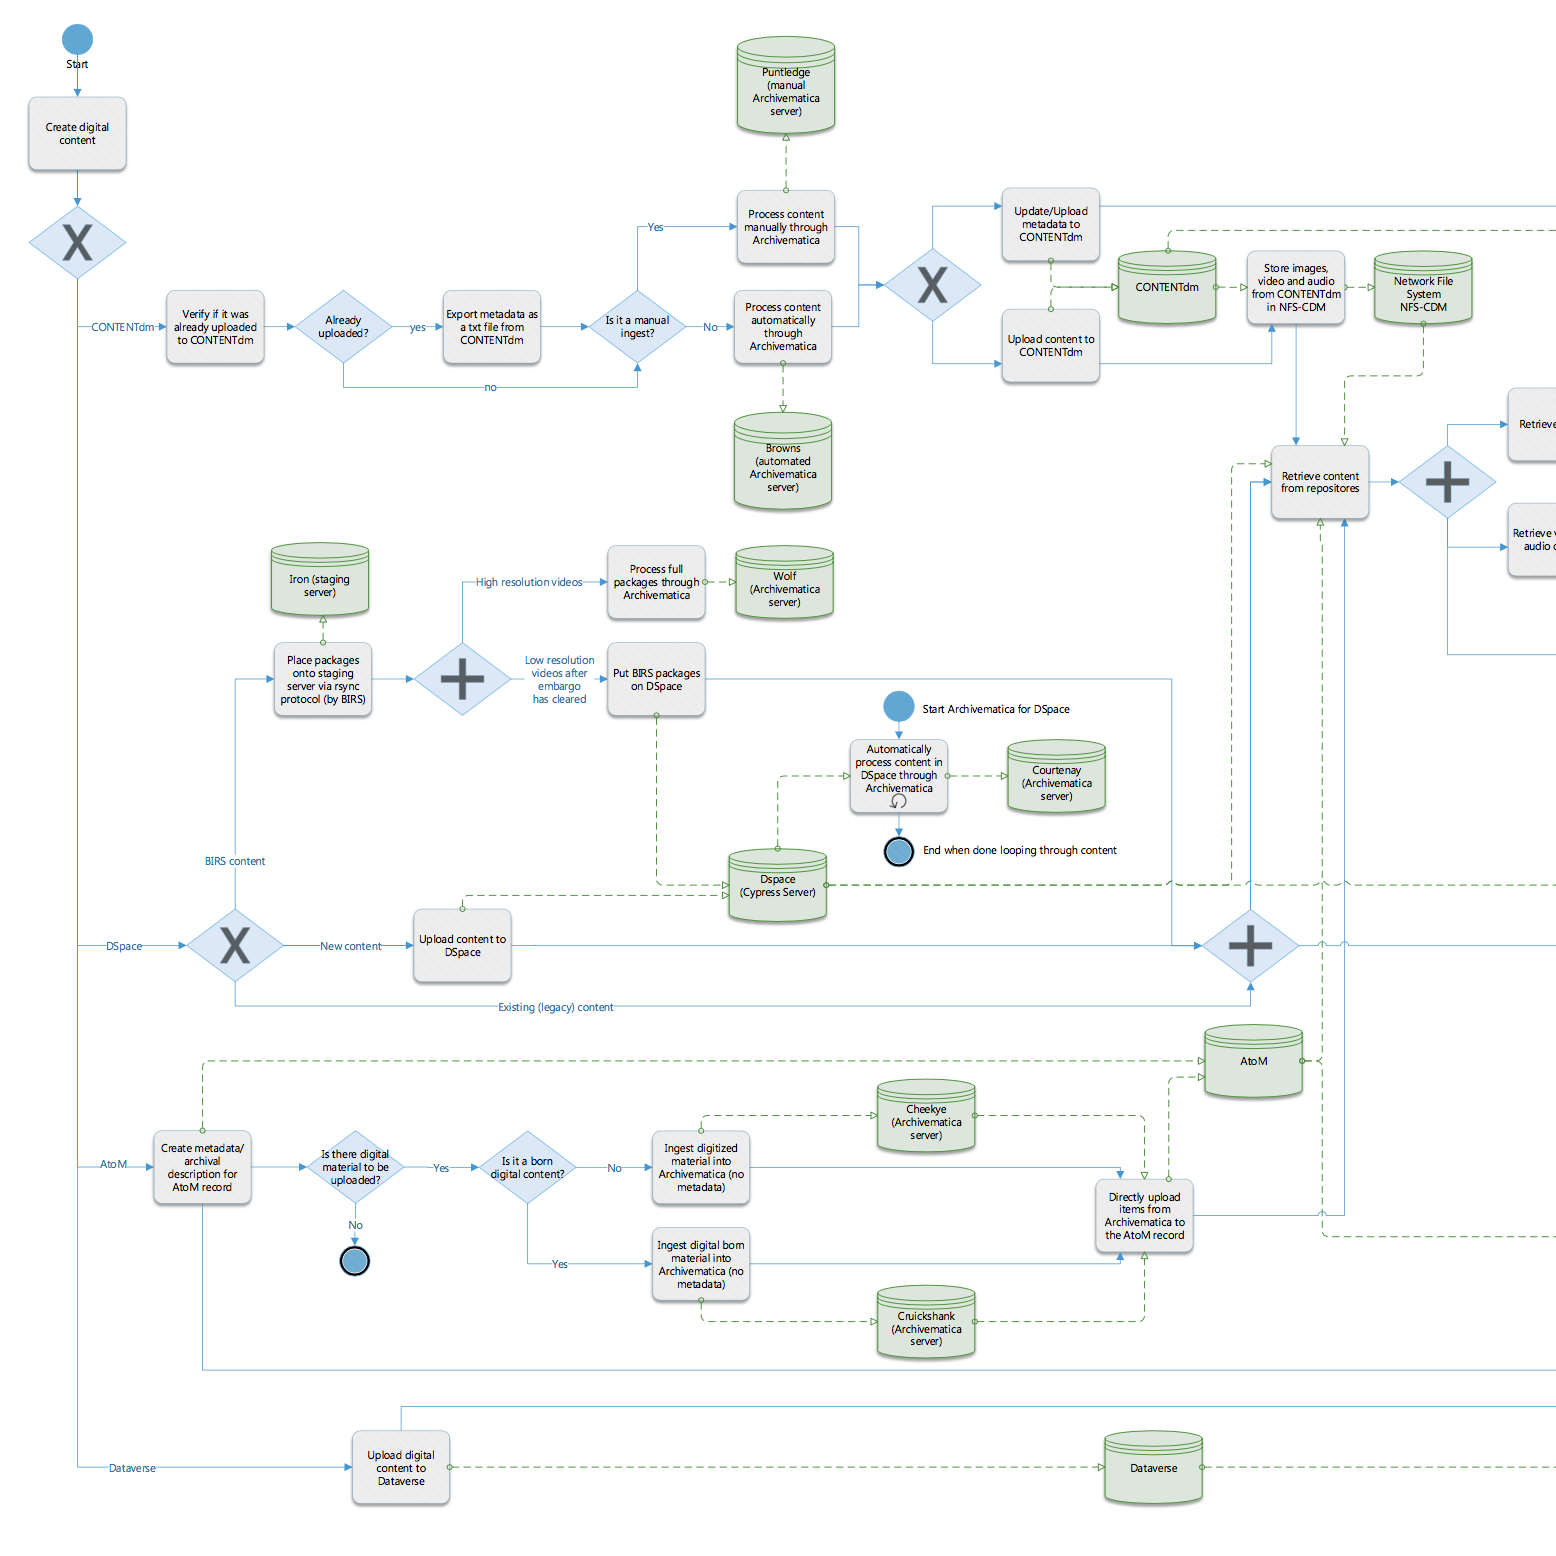 Start
Create digital
content
Puntledge
(manual
Archivematica
server)
CONTENTdm
Verify if it was
already uploaded
to CONTENTdm
Already
uploaded?
yes
no
Export metadata as
a txt file from
CONTENTdm
Is it a manual
ingest?
Yes
No
Process content
manually through
Archivematica
Process content
automatically
through
Archivematica
Browns
(automated
Archivematica
server)
Update/Upload
metadata to
CONTENTdm
Upload content to
CONTENTdm
CONTENTdm
Store images,
video and audio
from CONTENTdm
in NFS-CDM
Network File
System
NFS-CDM
Retrieve content
from repositores
Retrieve
Retrieve
audio
Iron (staging
server)
Place packages
onto staging
server via rsync
protocol (by BIRS)
High resolution videos
Low resolution
videos after
embargo
has cleared
Process full
packages through
Archivematica
Wolf
(Archivematica
server)
Put BIRS packages
on DSpace
Start Archivematica for DSpace
Automatically
process content in
DSpace through
Archivematica
Courtenay
(Archivematica
server)
End when done looping through content
Dspace
(Cypress Server)
BIRS content
DSpace
New content
Upload content to
DSpace
Existing (legacy) content
AtoM
AtoM
Create metadata/
archival
description for
AtoM record
Is there digital
material to be
uploaded?
Yes
No
Is it a born
digital content?
No
Yes
Ingest digitized
material into
Archivematica (no
metadata)
Ingest digital born
material into
Archivematica (no
metadata)
Cheekye
(Archivematica
server)
Cruickshank
(Archivematica
server)
Directly upload
items from
Archivematica to
the AtoM record
Dataverse
Upload digital
content to
Dataverse
Dataverse